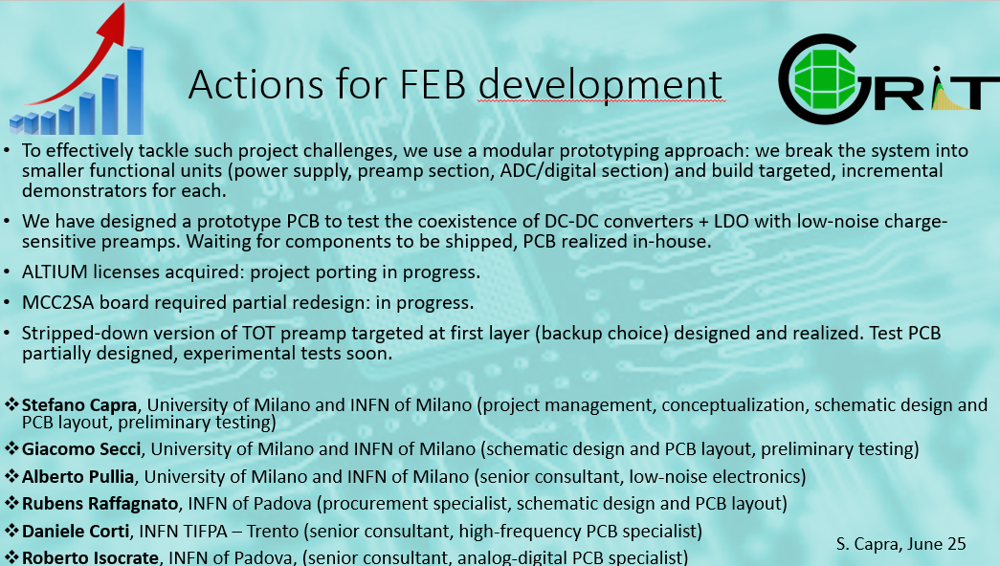 Actions for FEB development
GRiT
• To effectively tackle such project challenges, we use a modular prototyping approach: we break the system into
smaller functional units (power supply, preamp section, ADC/digital section) and build targeted, incremental
demonstrators for each.
• We have designed a prototype PCB to test the coexistence of DC-DC converters + LDO with low-noise charge-
sensitive preamps. Waiting for components to be shipped, PCB realized in-house.
• ALTIUM licenses acquired: project porting in progress.
• MCC2SA board required partial redesign: in progress.
• Stripped-down version of TOT preamp targeted at first layer (backup choice) designed and realized. Test PCB
partially designed, experimental tests soon.
❖Stefano Capra, University of Milano and INFN of Milano (project management, conceptualization, schematic design and
PCB layout, preliminary testing)
❖Giacomo Secci, University of Milano and INFN of Milano (schematic design and PCB layout, preliminary testing)
❖Alberto Pullia, University of Milano and INFN of Milano (senior consultant, low-noise electronics)
❖Rubens Raffagnato, INFN of Padova (procurement specialist, schematic design and PCB layout)
❖Daniele Corti, INFN TIFPA – Trento (senior consultant, high-frequency PCB specialist)
❖Roberto Isocrate, INFN of Padova, (senior consultant, analog-digital PCB specialist)
S. Capra, June 25